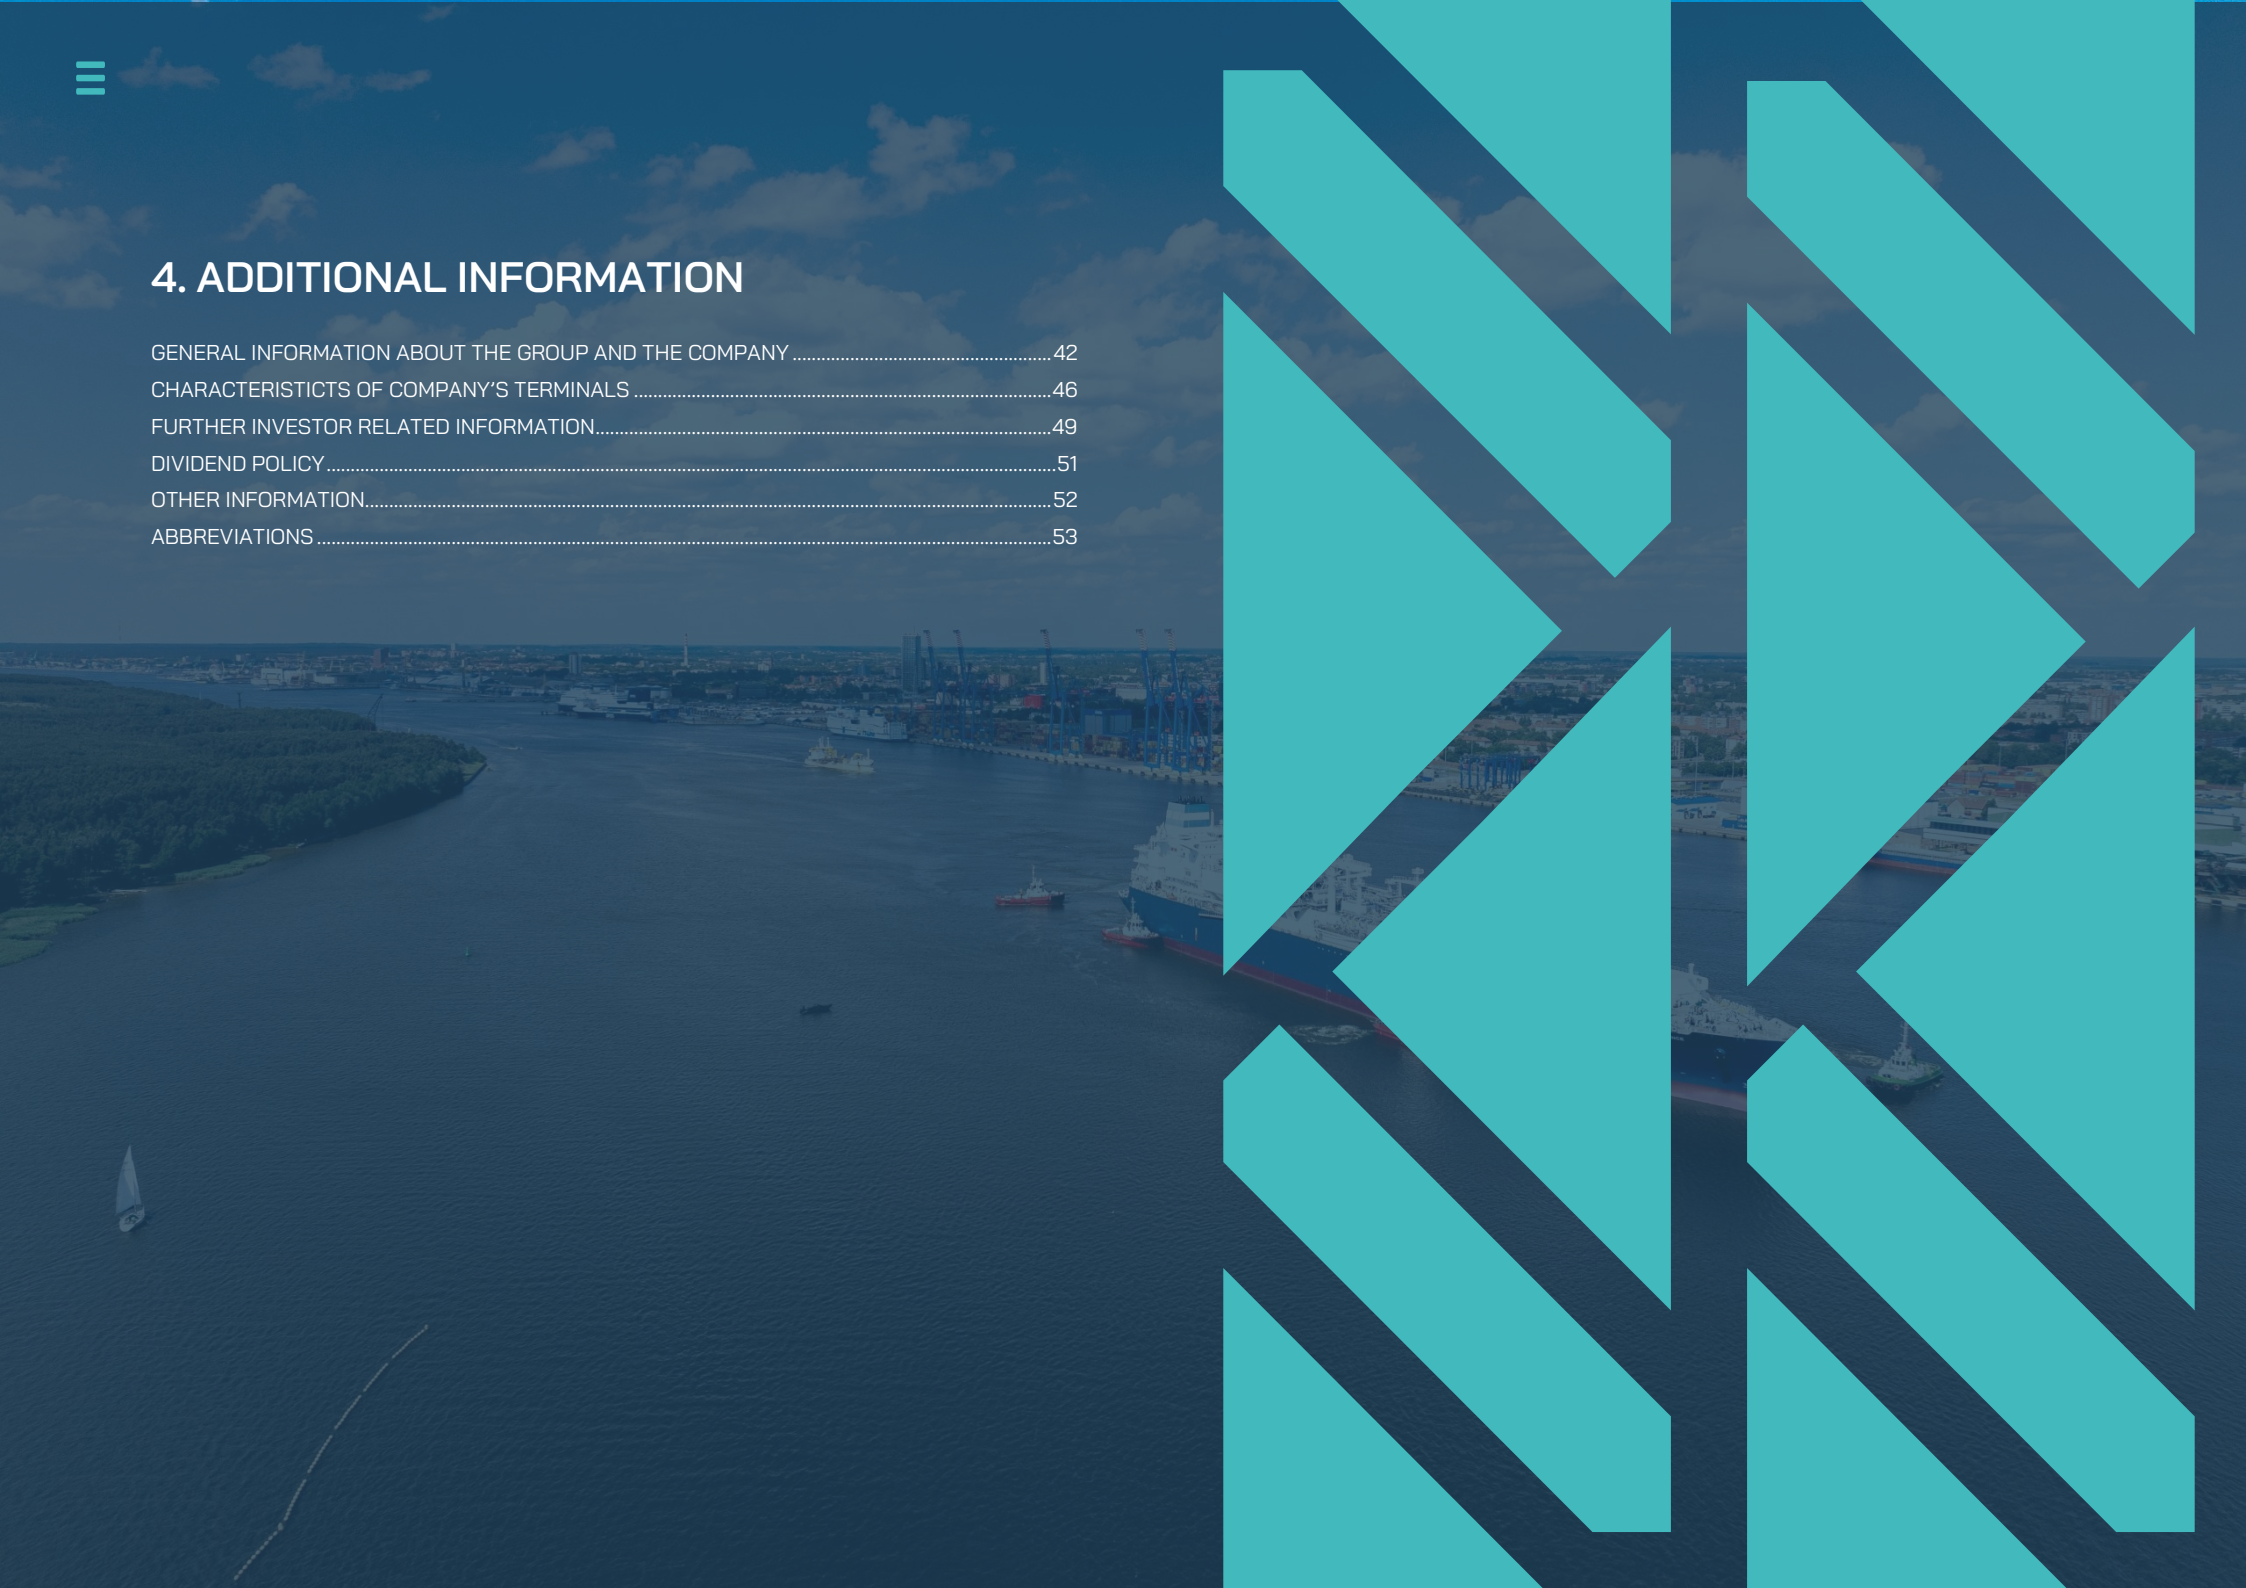 4. ADDITIONAL INFORMATION
GENERAL INFORMATION ABOUT THE GROUP AND THE COMPANY ........................................................ 42
CHARACTERISTICTS OF COMPANY’S TERMINALS ........................................................................................ 46
FURTHER INVESTOR RELATED INFORMATION................................................................................................ 49
DIVIDEND POLICY ......................................................................................................................................................... 51
OTHER INFORMATION................................................................................................................................................ 52
ABBREVIATIONS .......................................................................................................................................................... 53